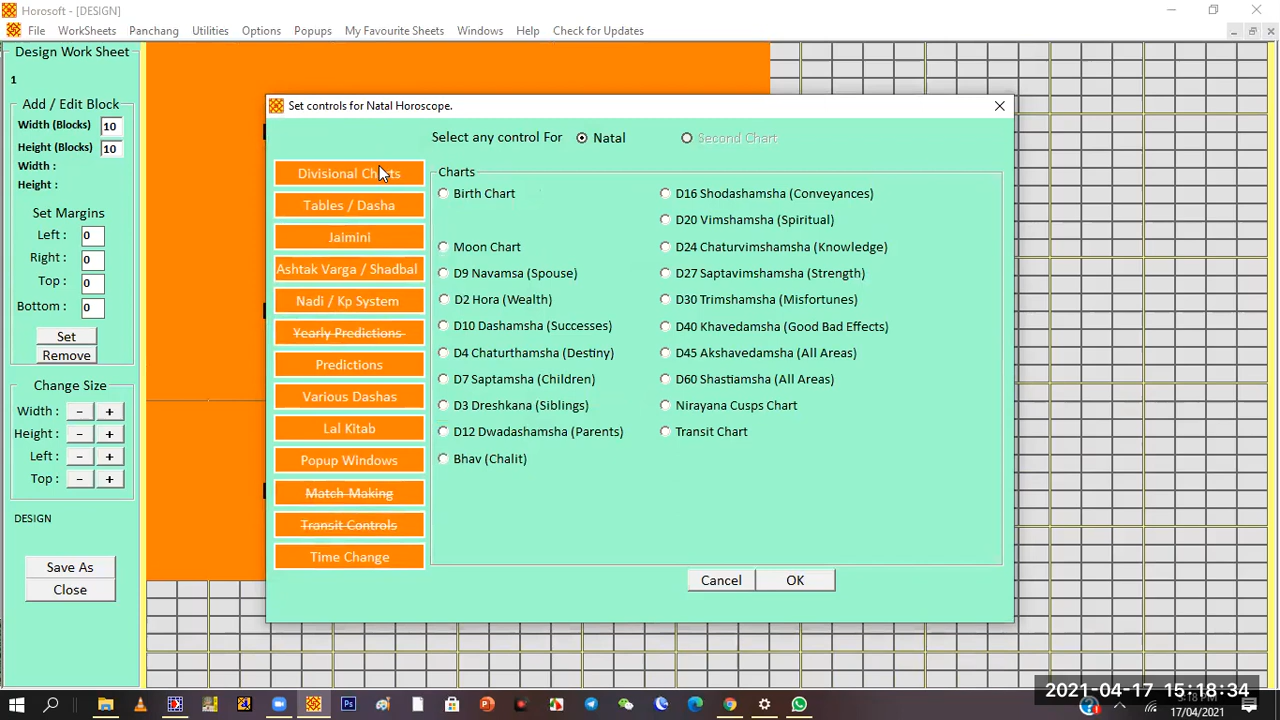 Horosoft - [DESIGN]
File WorkSheets Panchang Utilities Options Popups My Favourite Sheets Windows Help Check for Updates
Design Work Sheet
1
Add / Edit Block
Width (Blocks) 10
Height (Blocks) 10
Width :
Height :
Set Margins
Left : 0
Right : 0
Top : 0
Bottom : 0
Set
Remove
Change Size
Width : - +
Height : - +
Left : - +
Top : - +
DESIGN
Save As
Close
Set controls for Natal Horoscope.
Select any control For Natal Second Chart
Divisional Charts
Tables / Dasha
Jaimini
Ashtak Varga / Shadbal
Nadi / Kp System
Yearly Predictions
Predictions
Various Dashas
Lal Kitab
Popup Windows
Match Making
Transit Controls
Time Change
Charts
Birth Chart
Moon Chart
D9 Navamsa (Spouse)
D2 Hora (Wealth)
D10 Dashamsha (Successes)
D4 Chaturthamsha (Destiny)
D7 Saptamsha (Children)
D3 Dreshkana (Siblings)
D12 Dwadashamsha (Parents)
Bhav (Chalit)
D16 Shodashamsha (Conveyances)
D20 Vimshamsha (Spiritual)
D24 Chaturvimshamsha (Knowledge)
D27 Saptavimshamsha (Strength)
D30 Trimshamsha (Misfortunes)
D40 Khavedamsha (Good Bad Effects)
D45 Akshavedamsha (All Areas)
D60 Shastiamsha (All Areas)
Nirayana Cusps Chart
Transit Chart
Cancel OK
2021-04-17 15:18:34
17/04/2021